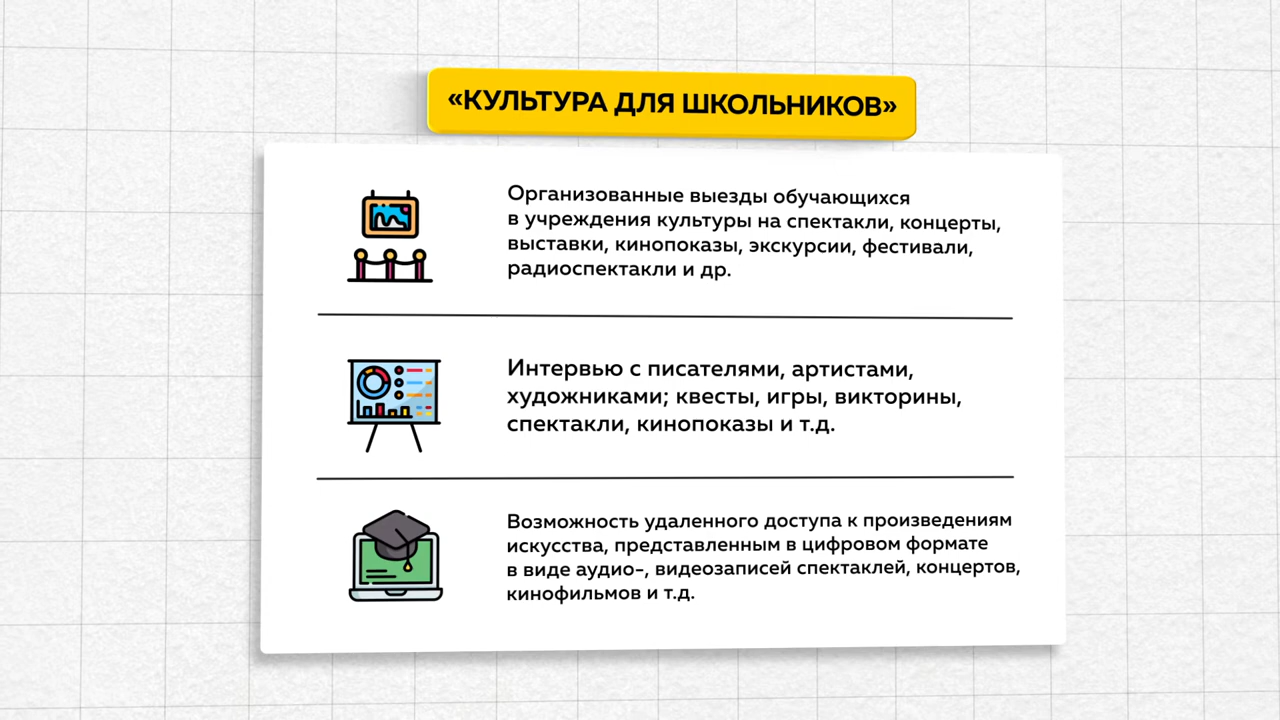 «КУЛЬТУРА ДЛЯ ШКОЛЬНИКОВ»
Организованные выезды обучающихся
в учреждения культуры на спектакли, концерты,
выставки, кинопоказы, экскурсии, фестивали,
радиоспектакли и др.
Интервью с писателями, артистами,
художниками; квесты, игры, викторины,
спектакли, кинопоказы и т.д.
Возможность удаленного доступа к произведениям
искусства, представленным в цифровом формате
в виде аудио-, видеозаписей спектаклей, концертов,
кинофильмов и т.д.